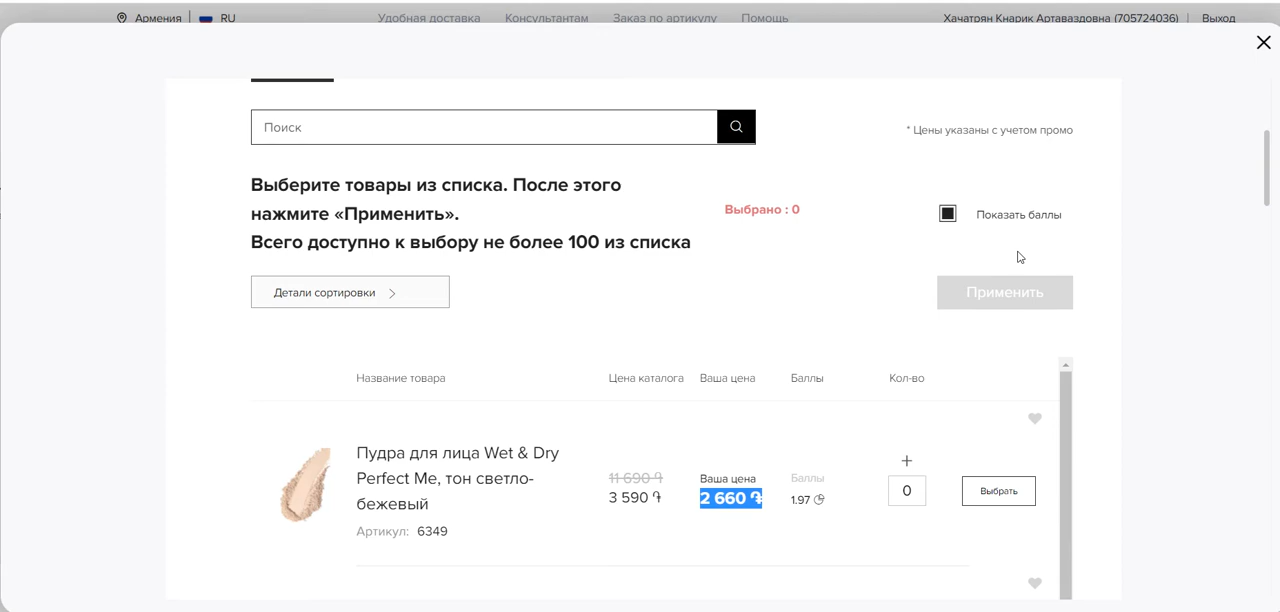 Армения
RU
Удобная доставка
Консультантам
Заказ по артикулу
Помощь
Хачатрян Кнарик Артаваздовна (705724036)
Выход
Поиск
* Цены указаны с учетом промо
Выберите товары из списка. После этого
нажмите «Применить».
Всего доступно к выбору не более 100 из списка
Выбрано : 0
Показать баллы
Детали сортировки
Применить
Название товара
Цена каталога
Ваша цена
Баллы
Кол-во
Пудра для лица Wet & Dry
Perfect Me, тон светло-
бежевый
Артикул: 6349
11 690 ֏
3 590 ֏
Ваша цена
2 660 ֏
Баллы
1.97
+
0
Выбрать